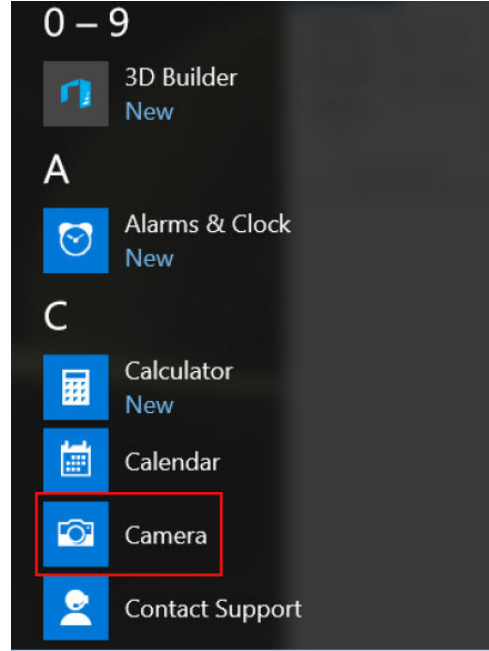 0 – 9
3D Builder
New
A
Alarms & Clock
New
C
Calculator
New
Calendar
Camera
Contact Support